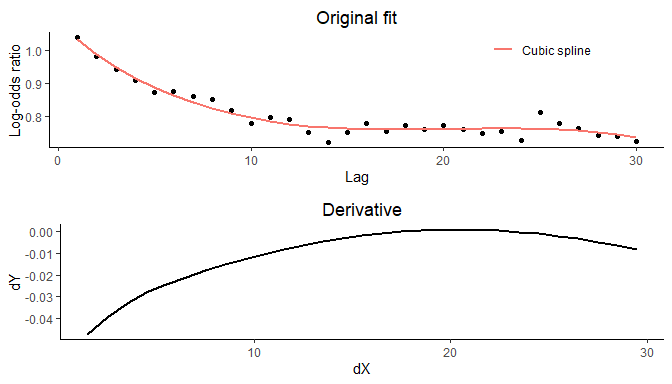 Original fit
1.0
0.9
0.8
Log-odds ratio
Cubic spline
0
10
20
30
Lag
Derivative
0.00
-0.01
-0.02
-0.03
-0.04
dY
10
20
30
dX